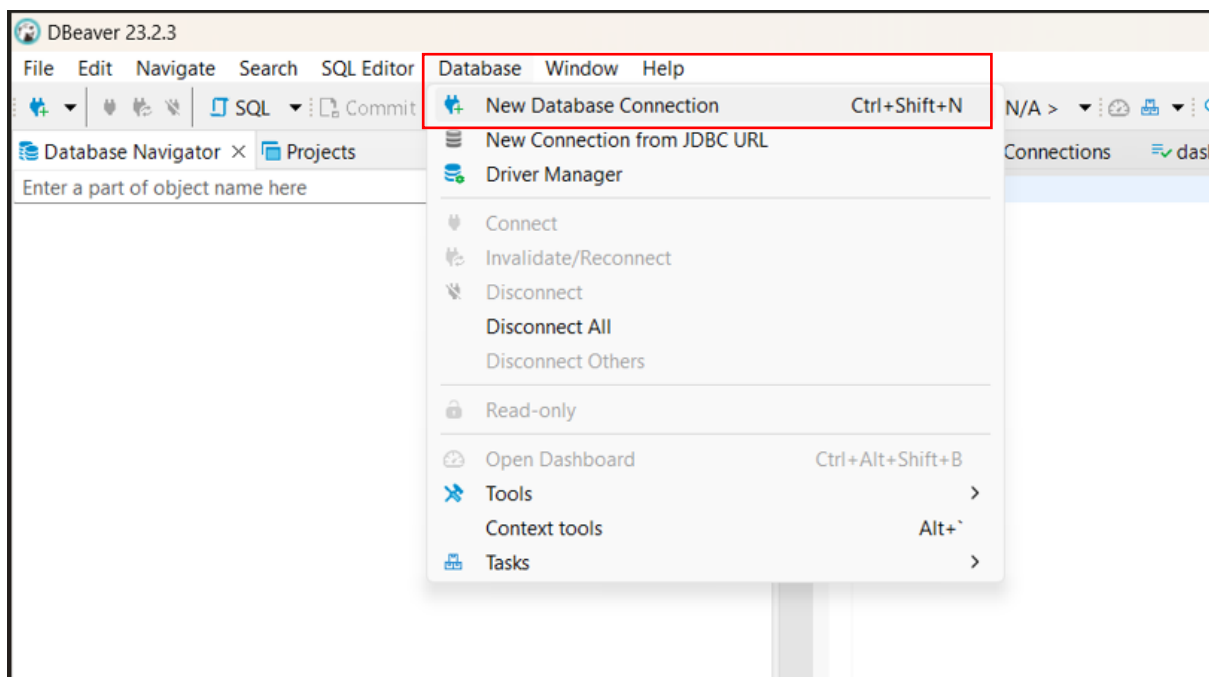 DBeaver 23.2.3
File Edit Navigate Search SQL Editor Database Window Help
SQL Commit New Database Connection Ctrl+Shift+N N/A >
Database Navigator Projects New Connection from JDBC URL Connections
Enter a part of object name here Driver Manager
Connect
Invalidate/Reconnect
Disconnect
Disconnect All
Disconnect Others
Read-only
Open Dashboard Ctrl+Alt+Shift+B
Tools
Context tools Alt+`
Tasks